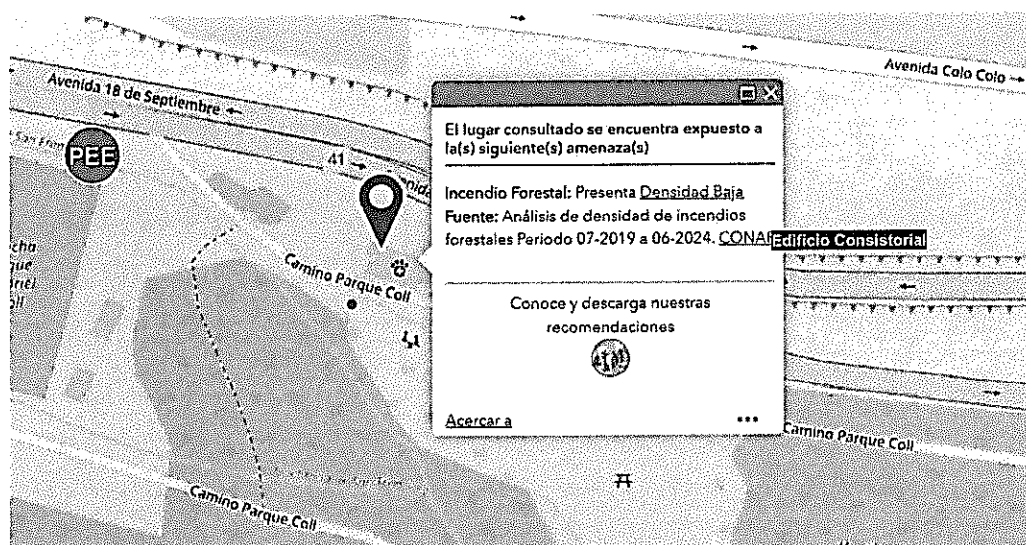 Avenida Colo Colo →
Avenida 18 de Septiembre ←
PEE
41 →
El lugar consultado se encuentra expuesto a
la(s) siguiente(s) amenaza(s)
Incendio Forestal: Presenta Densidad Baja
Fuente: Análisis de densidad de incendios
forestales Periodo 07-2019 a 06-2024. CONAF
Edificio Consistorial
Camino Parque Coll
Conoce y descarga nuestras
recomendaciones
Acercar a
...
Camino Parque Coll
Camino Parque Coll